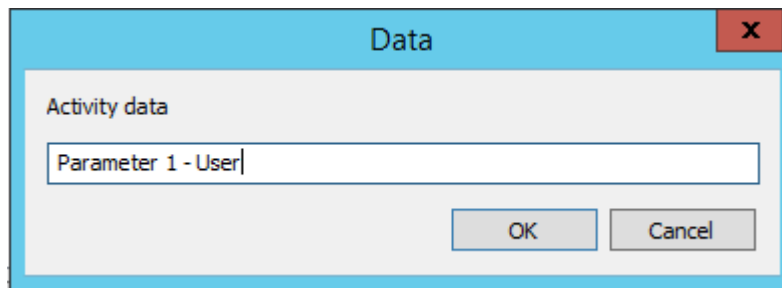 Data
x
Activity data
Parameter 1 - User
OK
Cancel